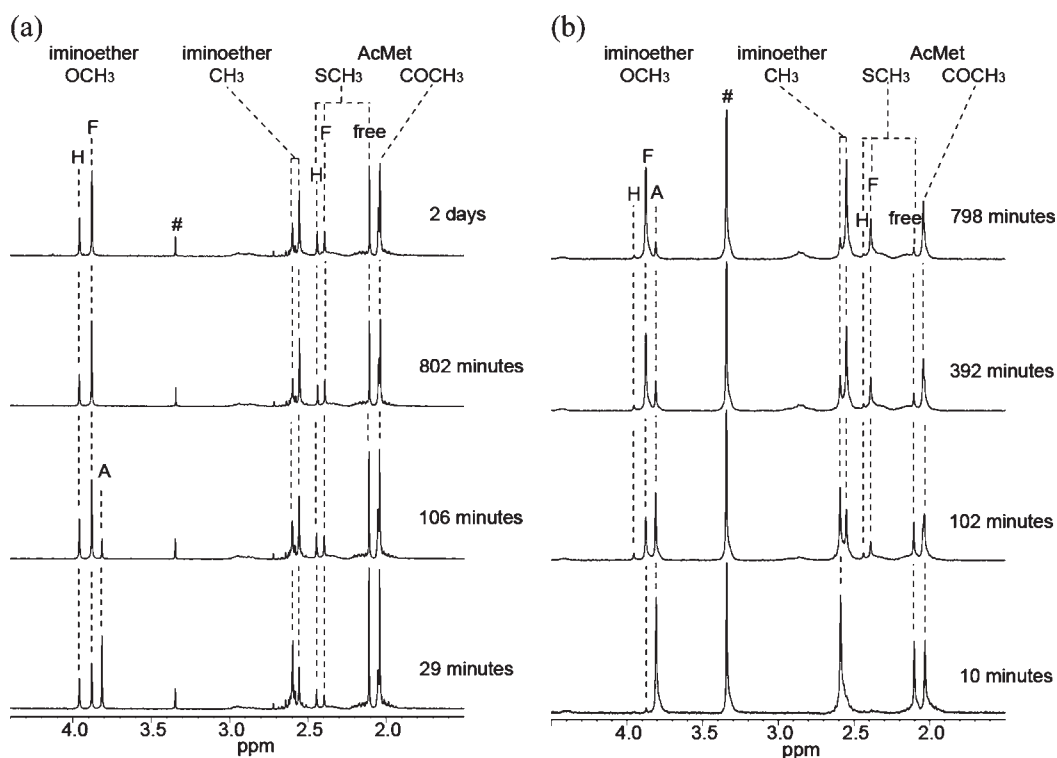 (a)
iminoether iminoether AcMet
OCH3 CH3 SCH3 COCH3
H F # H F free
2 days
802 minutes
A
106 minutes
29 minutes
4.0 3.5 3.0 2.5 2.0
ppm
(b)
iminoether iminoether AcMet
OCH3 CH3 SCH3 COCH3
H F A # H F free
798 minutes
392 minutes
102 minutes
10 minutes
4.0 3.5 3.0 2.5 2.0
ppm